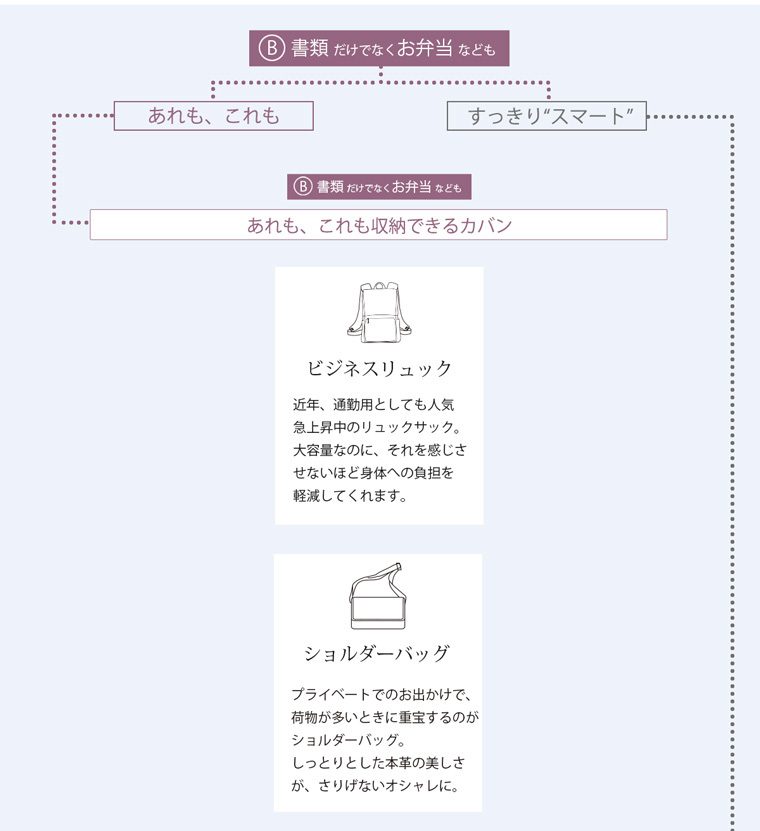 Ⓑ 書類 だけでなく お弁当 なども
あれも、これも
すっきり“スマート”
Ⓑ 書類 だけでなく お弁当 なども
あれも、これも収納できるカバン
ビジネスリュック
近年、通勤用としても人気
急上昇中のリュックサック。
大容量なのに、それを感じさ
せないほど身体への負担を
軽減してくれます。
ショルダーバッグ
プライベートでのお出かけで、
荷物が多いときに重宝するのが
ショルダーバッグ。
しっとりとした本革の美しさ
が、さりげないオシャレに。